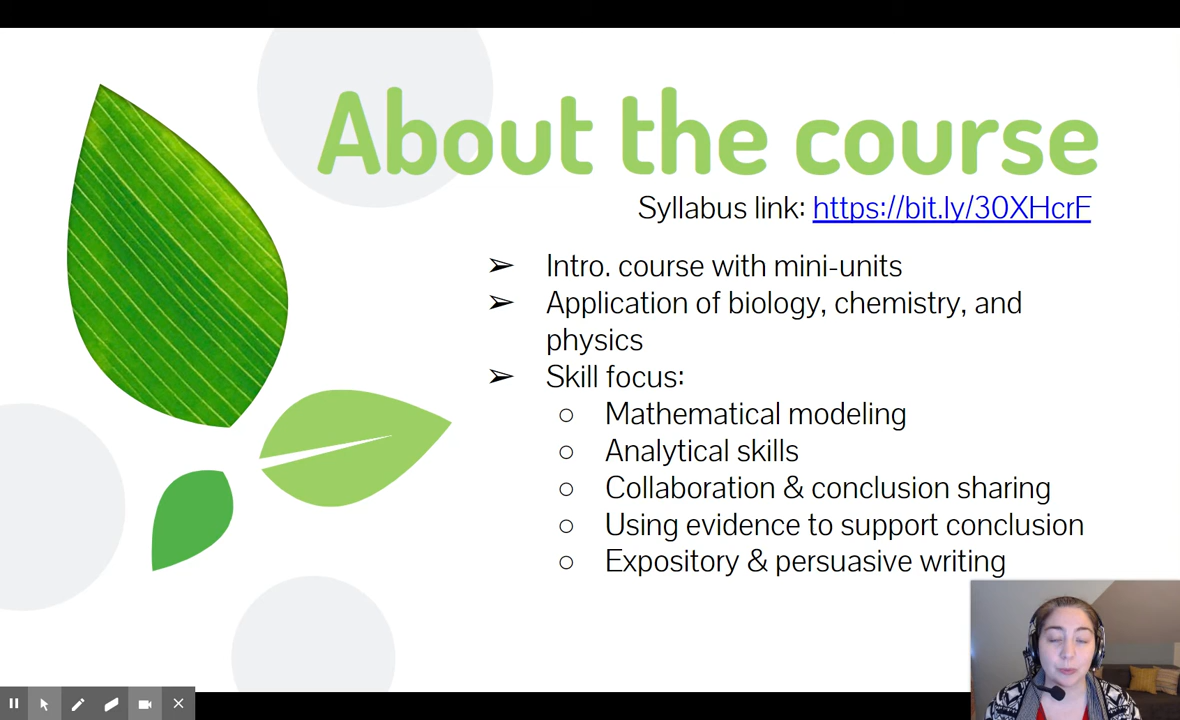 About the course
Syllabus link: https://bit.ly/30XHcrF
➢ Intro. course with mini-units
➢ Application of biology, chemistry, and
physics
➢ Skill focus:
○ Mathematical modeling
○ Analytical skills
○ Collaboration & conclusion sharing
○ Using evidence to support conclusion
○ Expository & persuasive writing